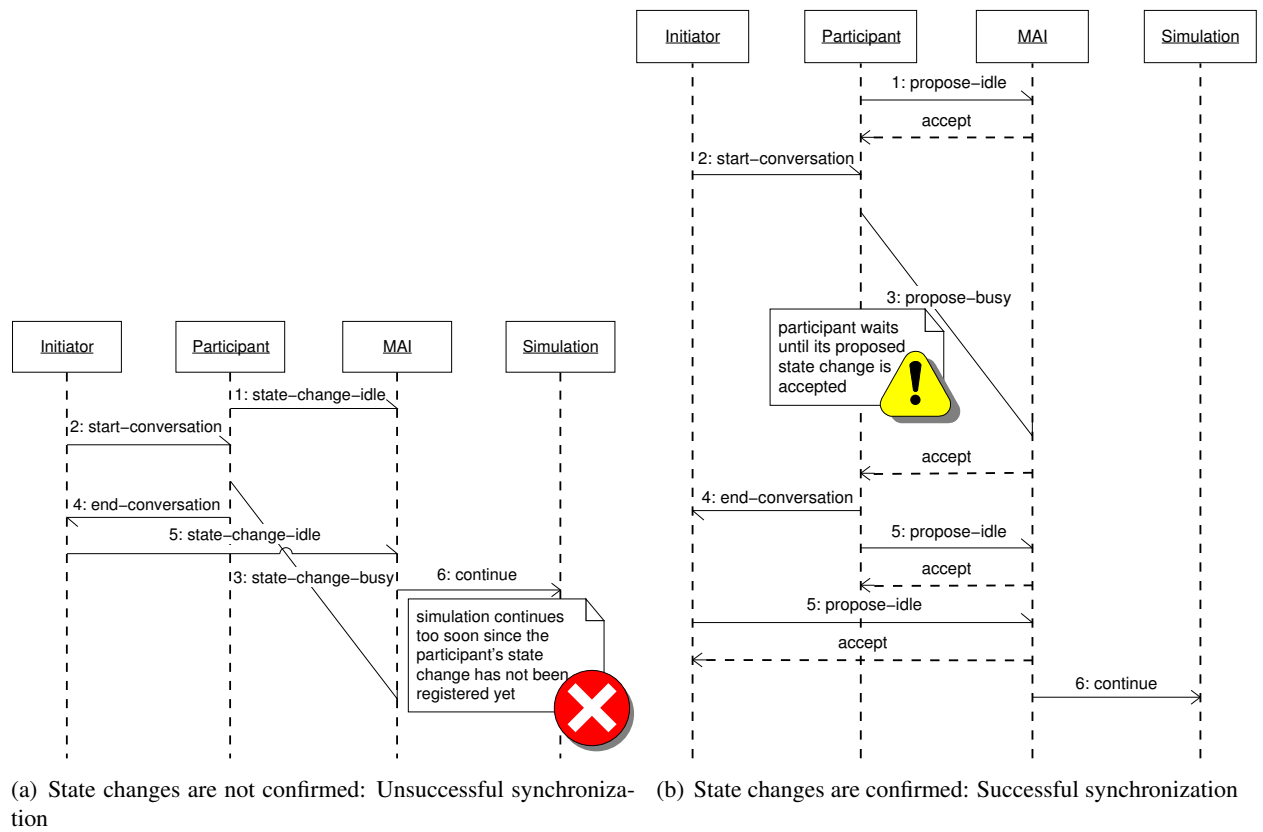 Initiator
Participant
MAI
Simulation
1: state−change−idle
2: start−conversation
4: end−conversation
5: state−change−idle
3: state−change−busy
6: continue
simulation continues
too soon since the
participant's state
change has not been
registered yet
(a) State changes are not confirmed: Unsuccessful synchroniza-
tion
Initiator
Participant
MAI
Simulation
1: propose−idle
accept
2: start−conversation
3: propose−busy
participant waits
until its proposed
state change is
accepted
accept
4: end−conversation
5: propose−idle
accept
5: propose−idle
accept
6: continue
(b) State changes are confirmed: Successful synchronization